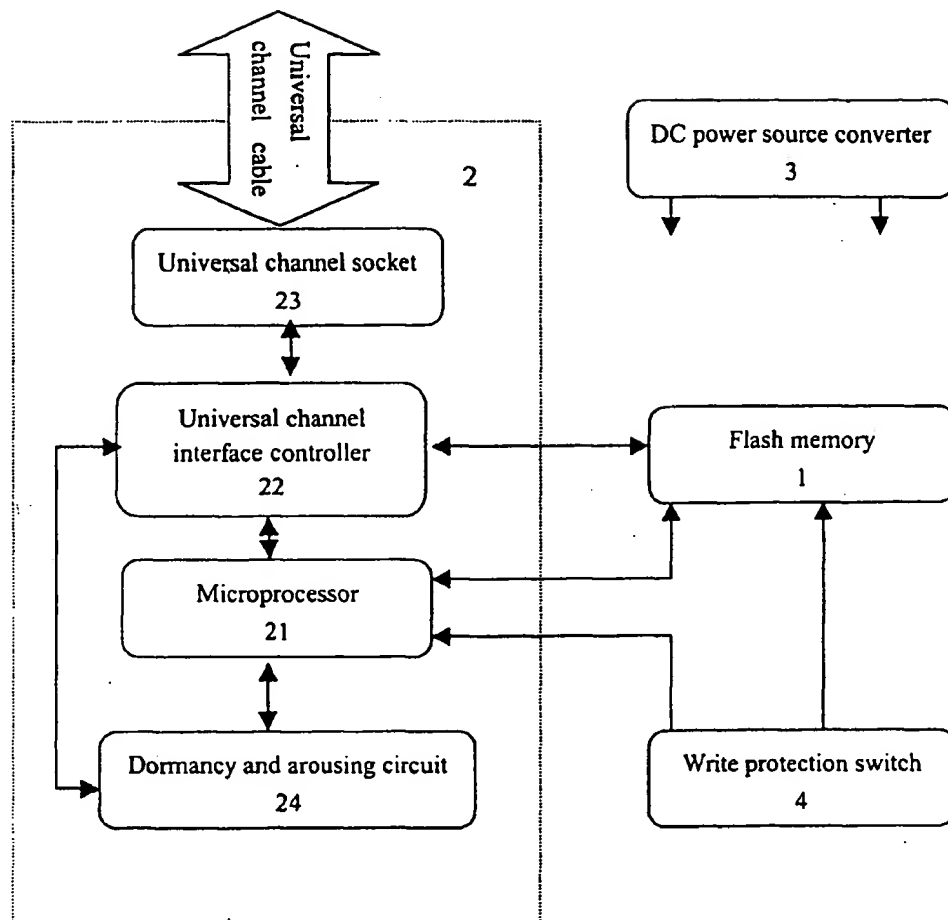 Universal
channel cable
2
DC power source converter
3
Universal channel socket
23
Universal channel
interface controller
22
Flash memory
1
Microprocessor
21
Dormancy and arousing circuit
24
Write protection switch
4